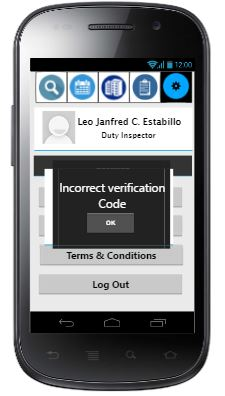 12:00
Leo Janfred C. Estabillo
Duty Inspector
Incorrect verification
Code
OK
Terms & Conditions
Log Out